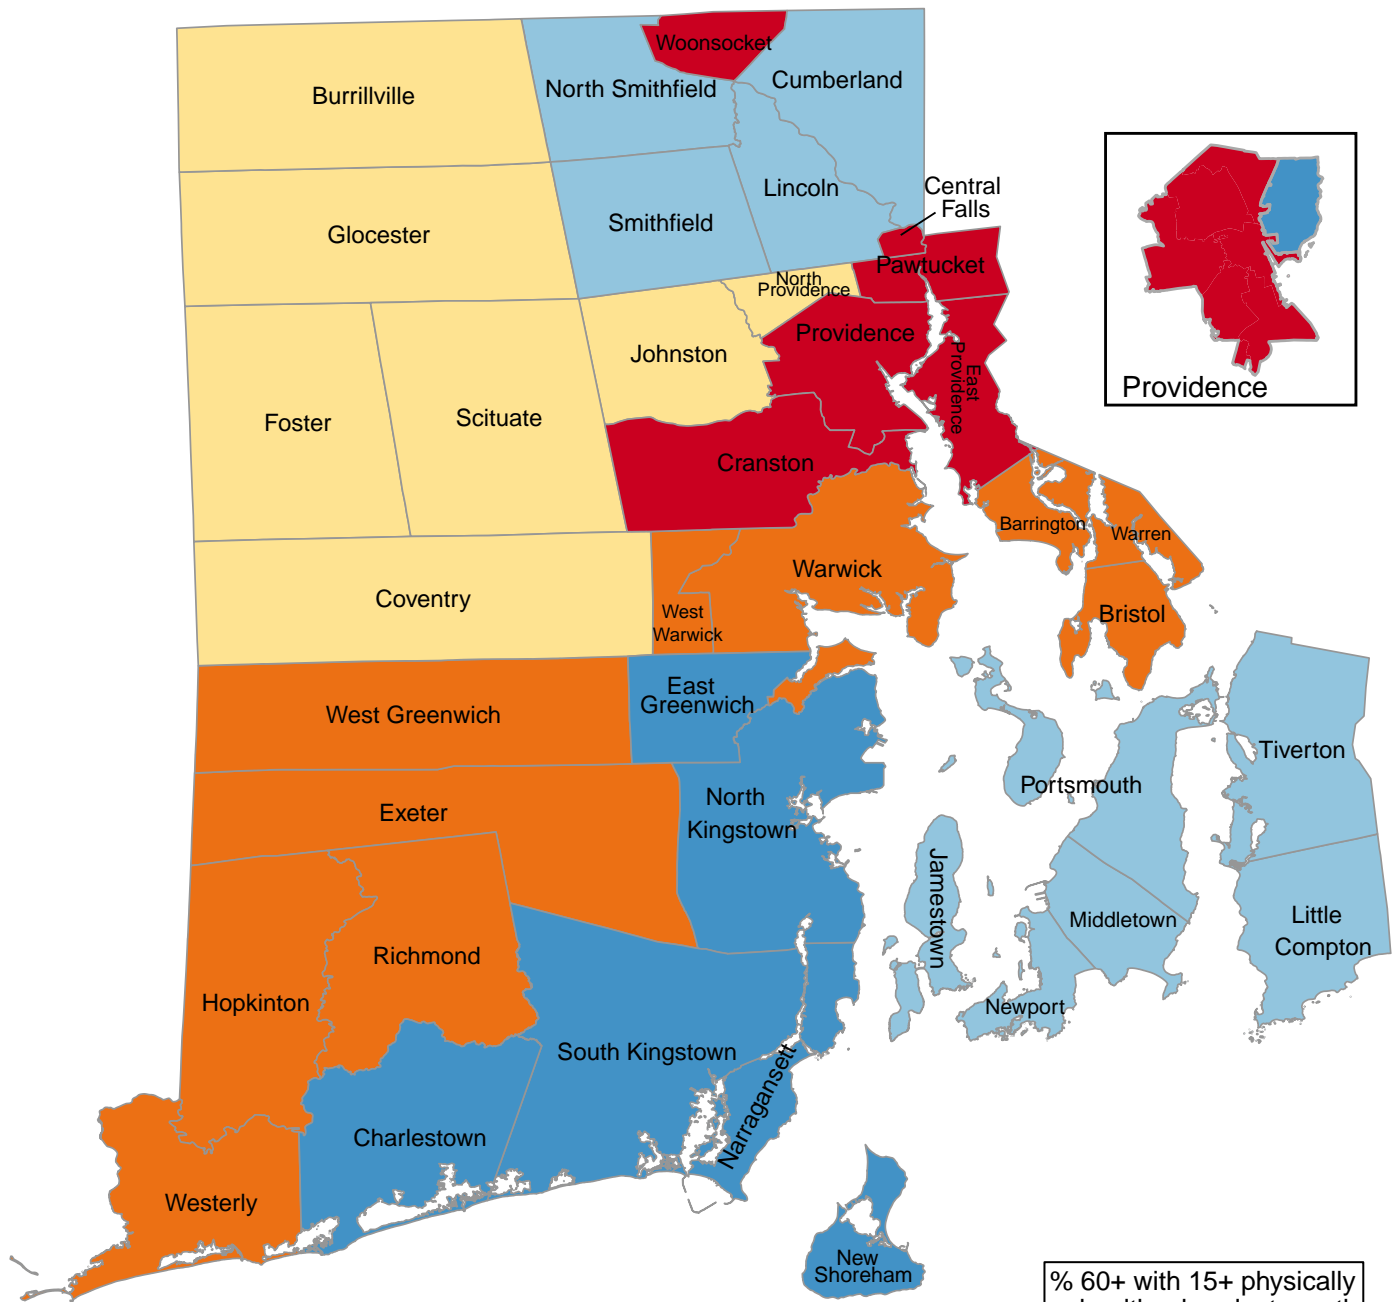 Woonsocket
Burrillville
North Smithfield
Cumberland
Lincoln
Central
Falls
Glocester
Smithfield
Pawtucket
North
Providence
Providence
Johnston
East
Providence
Providence
Foster
Scituate
Cranston
Barrington
Warren
Warwick
Coventry
West
Warwick
Bristol
East
Greenwich
West Greenwich
Tiverton
Portsmouth
North
Kingstown
Exeter
Jamestown
Middletown
Little
Compton
Richmond
Hopkinton
Newport
South Kingstown
Narragansett
Charlestown
Westerly
New
Shoreham
% 60+ with 15+ physically